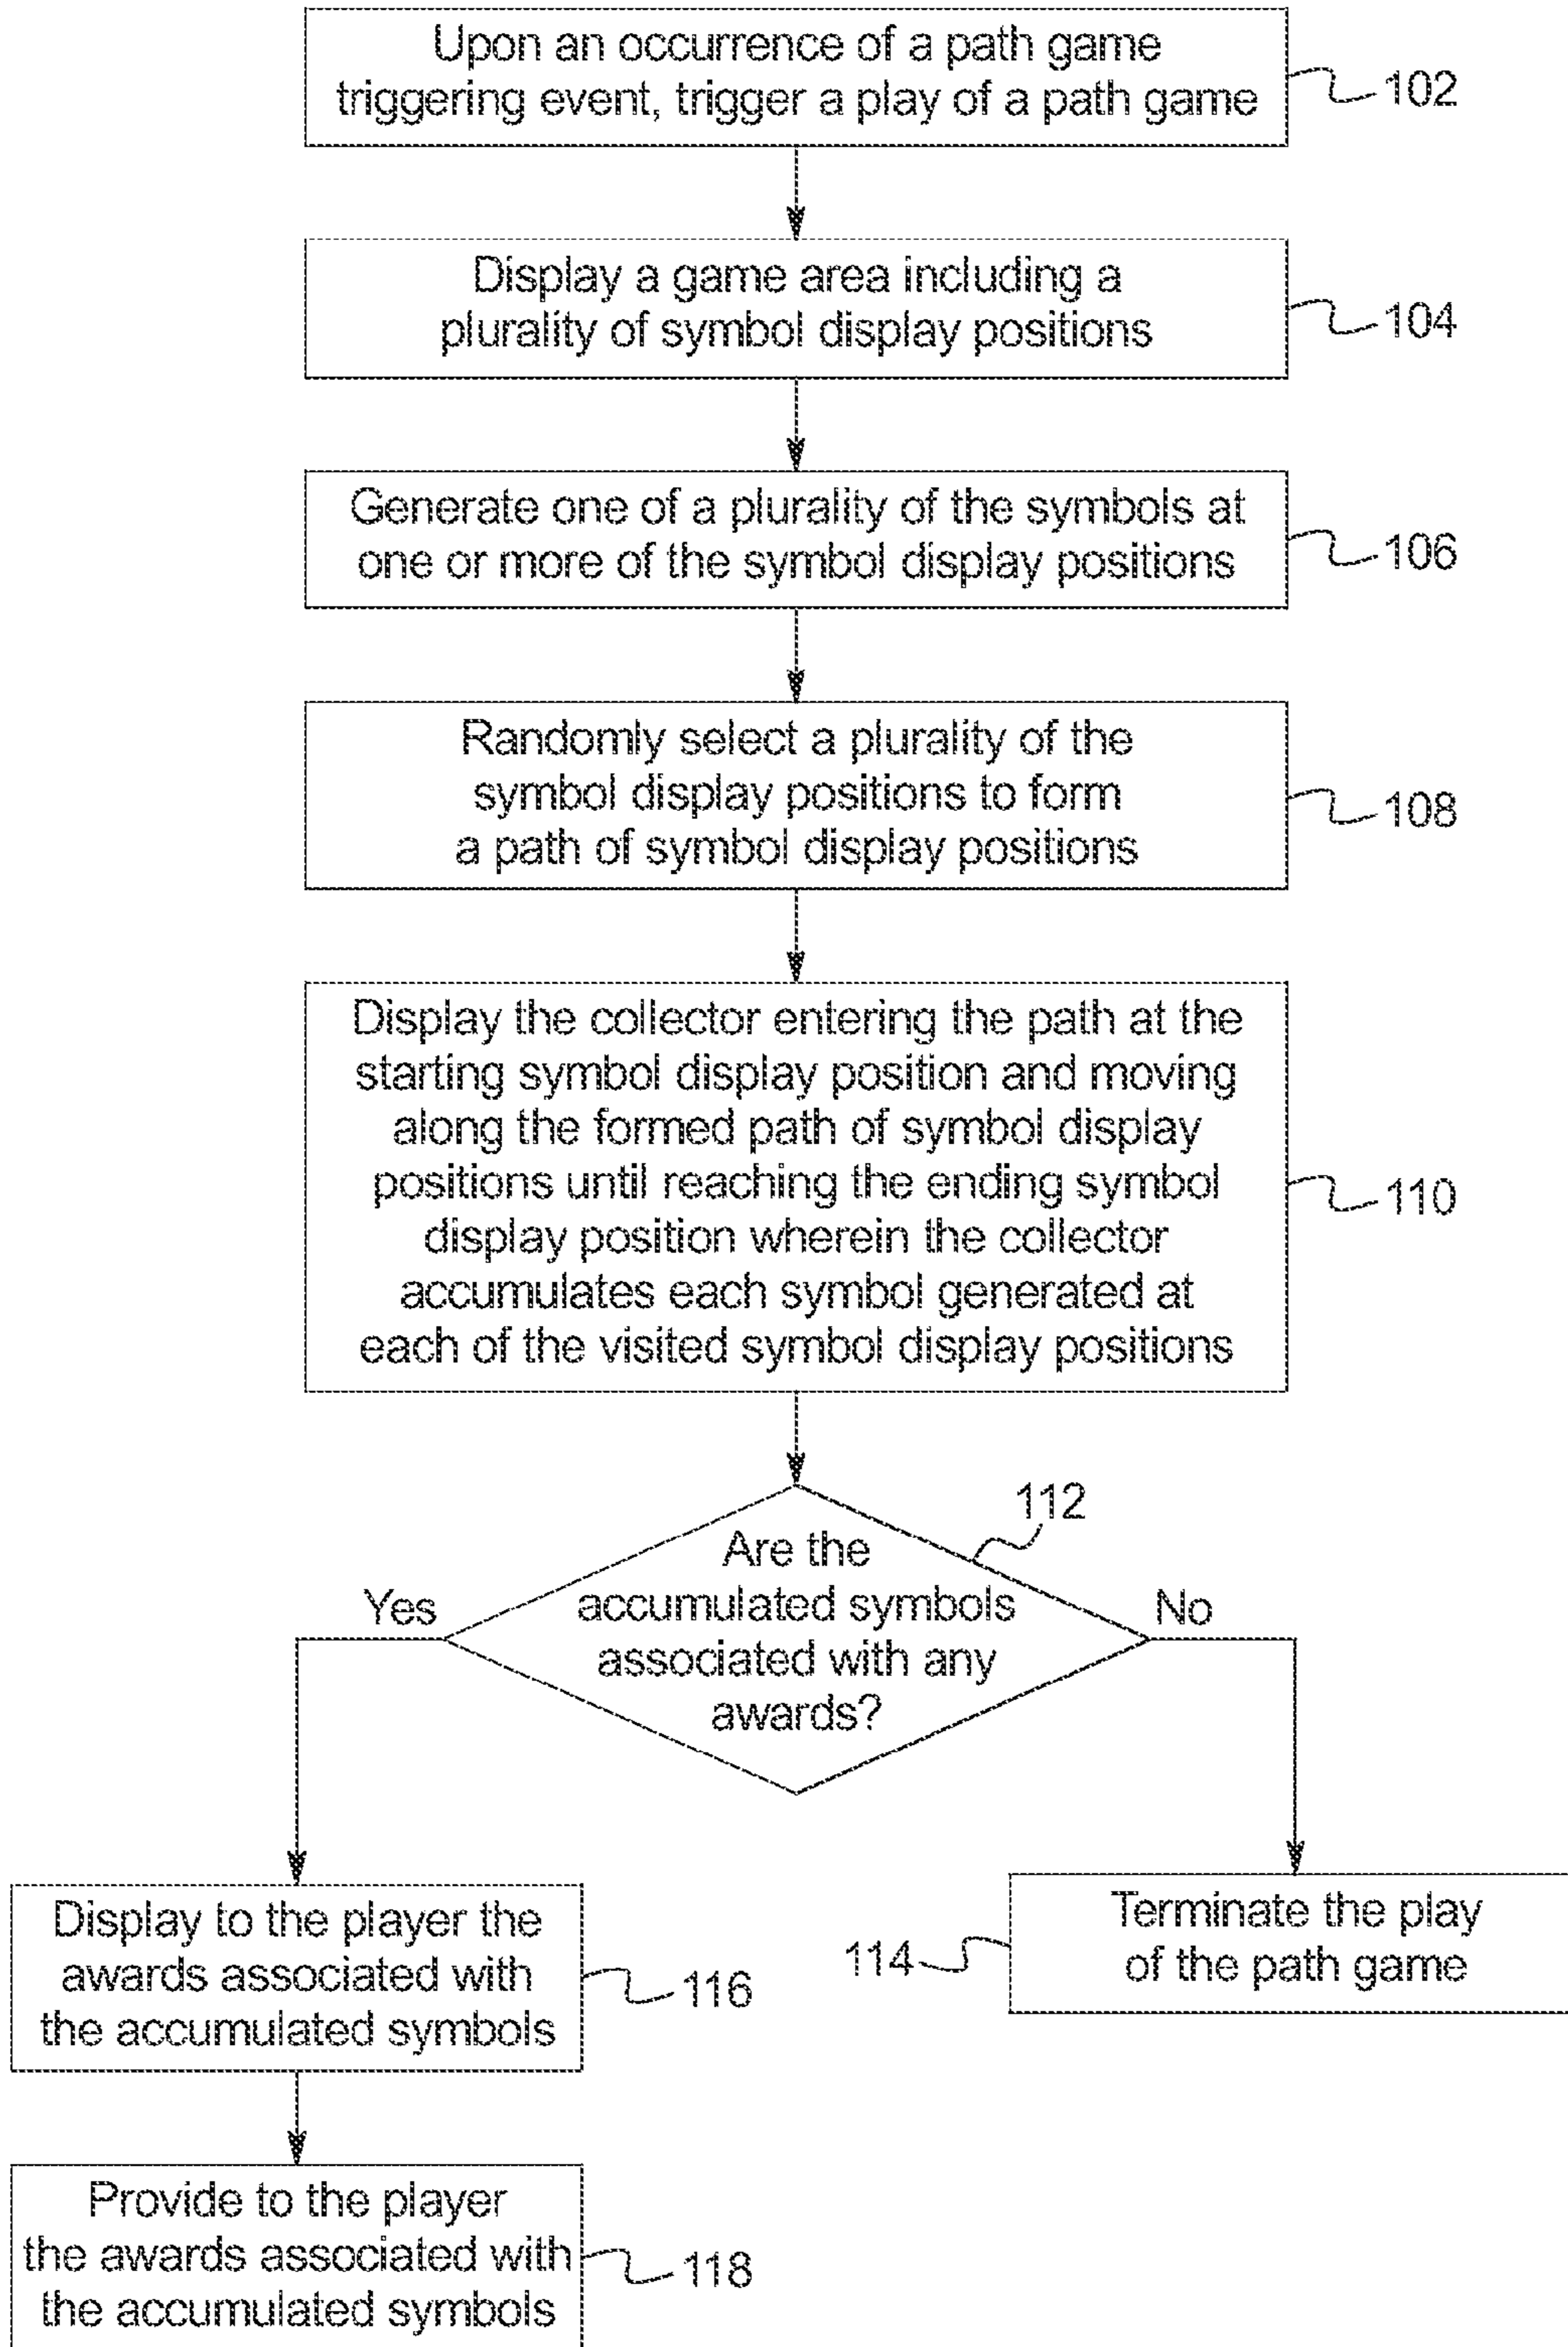 Upon an occurrence of a path game
triggering event, trigger a play of a path game
102
Display a game area including a
plurality of symbol display positions
104
Generate one of a plurality of the symbols at
one or more of the symbol display positions
106
Randomly select a plurality of the
symbol display positions to form
a path of symbol display positions
108
Display the collector entering the path at the
starting symbol display position and moving
along the formed path of symbol display
positions until reaching the ending symbol
display position wherein the collector
accumulates each symbol generated at
each of the visited symbol display positions
110
112
Are the
accumulated symbols
associated with any
awards?
Yes
No
Display to the player the
awards associated with
the accumulated symbols
116
114
Terminate the play
of the path game
Provide to the player
the awards associated with
the accumulated symbols
118